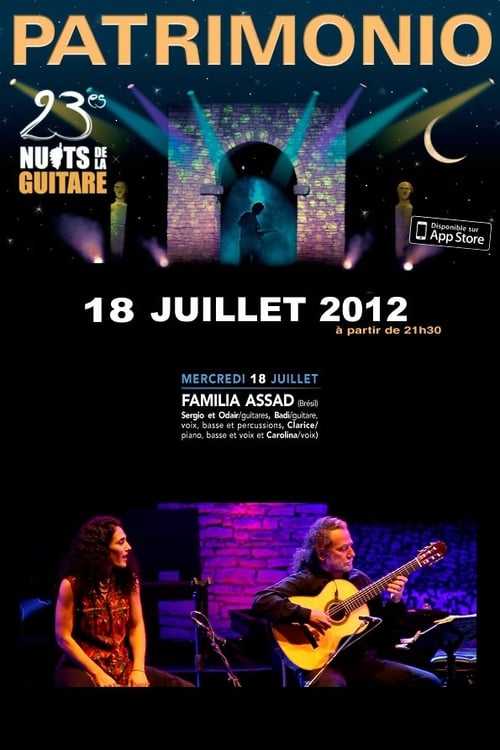 PATRIMONIO
23es
NUITS DE LA
GUITARE
Disponible sur
App Store
18 JUILLET 2012
à partir de 21h30
MERCREDI 18 JUILLET
FAMILIA ASSAD (Brésil)
Sergio et Odair/guitares, Badi/guitare,
voix, basse et percussions, Clarice/
piano, basse et voix et Carolina/voix)